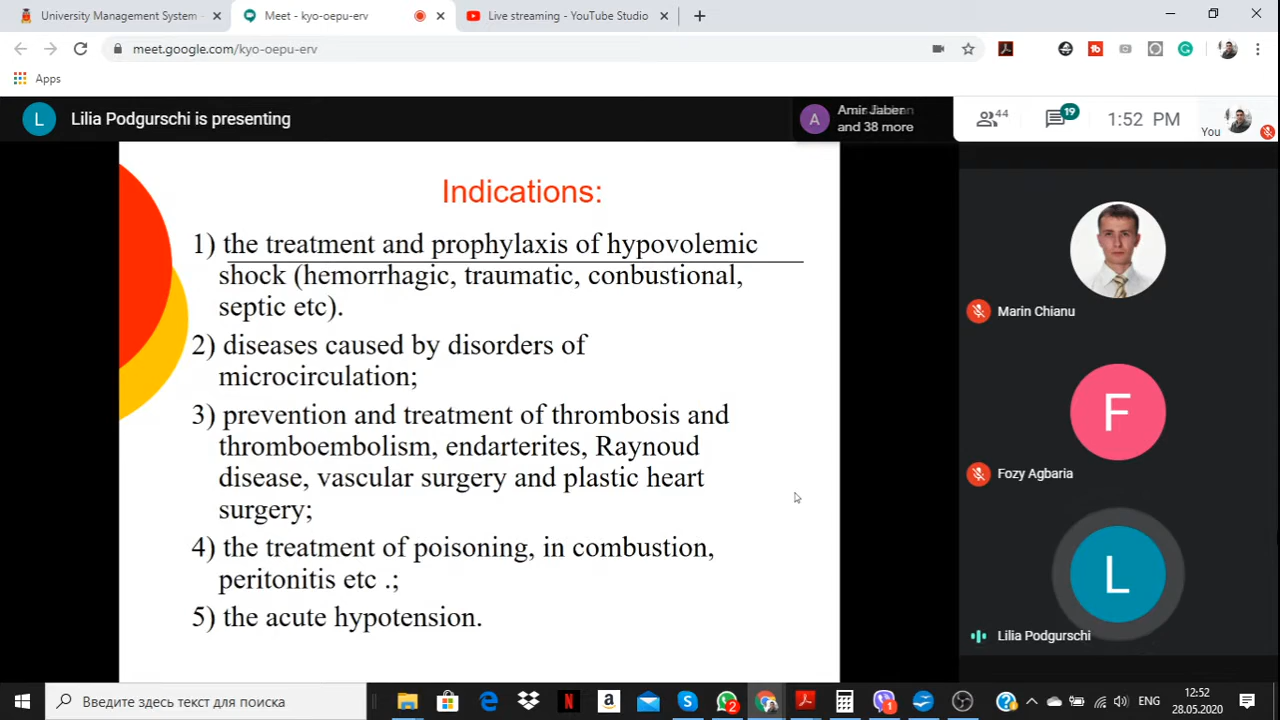 University Management System -
Meet - kyo-oepu-erv
Live streaming - YouTube Studio
meet.google.com/kyo-oepu-erv
Apps
L
Lilia Podgurschi is presenting
A
Amir Jaber
and 38 more
44
19
1:52 PM
You
Indications:
1) the treatment and prophylaxis of hypovolemic
shock (hemorrhagic, traumatic, conbustional,
septic etc).
2) diseases caused by disorders of
microcirculation;
3) prevention and treatment of thrombosis and
thromboembolism, endarterites, Raynoud
disease, vascular surgery and plastic heart
surgery;
4) the treatment of poisoning, in combustion,
peritonitis etc .;
5) the acute hypotension.
Marin Chianu
F
Fozy Agbaria
L
Lilia Podgurschi
Введите здесь текст для поиска
2
1
ENG
12:52
28.05.2020